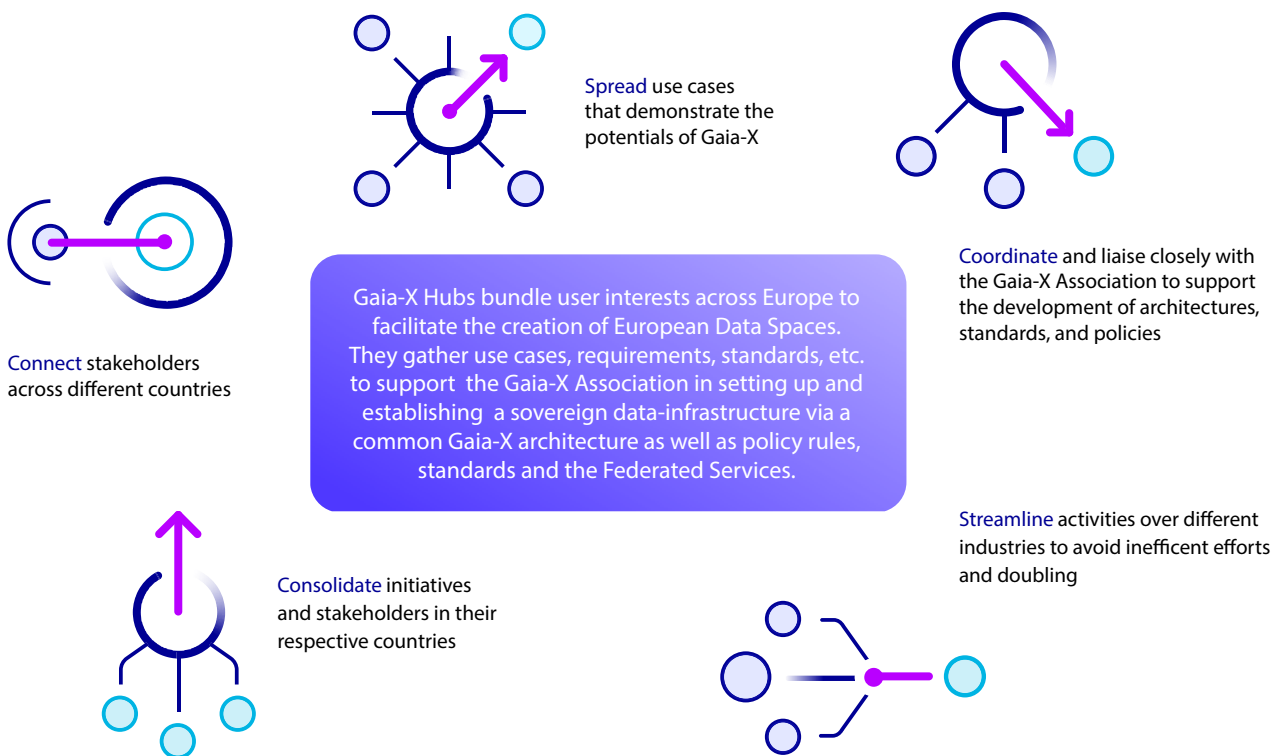 Spread use cases
that demonstrate the
potentials of Gaia-X
Coordinate and liaise closely with
the Gaia-X Association to support
the development of architectures,
standards, and policies
Connect stakeholders
across different countries
Gaia-X Hubs bundle user interests across Europe to
facilitate the creation of European Data Spaces.
They gather use cases, requirements, standards, etc.
to support the Gaia-X Association in setting up and
establishing a sovereign data-infrastructure via a
common Gaia-X architecture as well as policy rules,
standards and the Federated Services.
Consolidate initiatives
and stakeholders in their
respective countries
Streamline activities over different
industries to avoid inefficent efforts
and doubling